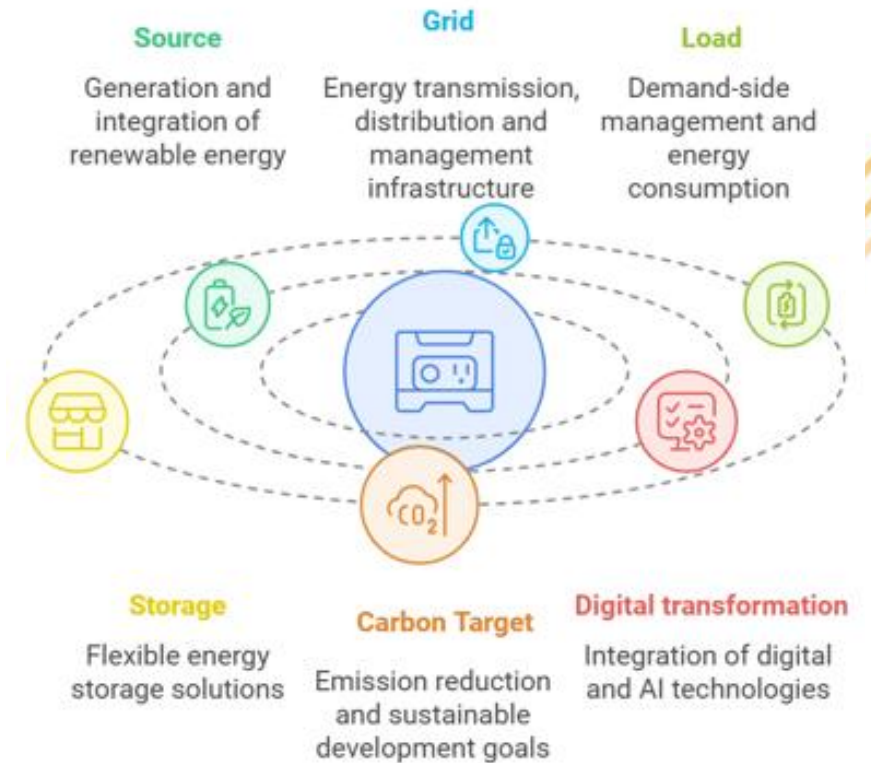 Source
Generation and
integration of
renewable energy
Grid
Energy transmission,
distribution and
management
infrastructure
Load
Demand-side
management and
energy
consumption
CO2
Storage
Flexible energy
storage solutions
Carbon Target
Emission reduction
and sustainable
development goals
Digital transformation
Integration of digital
and AI technologies